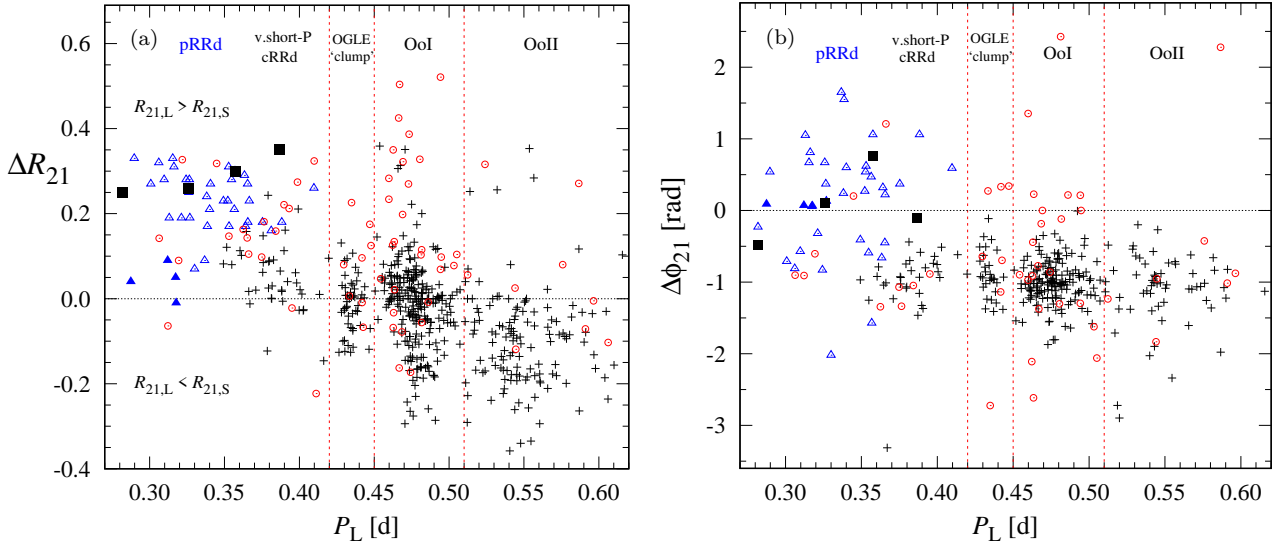 (a)
pRRd
v.short-P
cRRd
OGLE
'clump'
OoI
OoII
R21,L > R21,S
R21,L < R21,S
ΔR21
0.6
0.4
0.2
0.0
-0.2
-0.4
0.30
0.35
0.40
0.45
0.50
0.55
0.60
PL [d]
(b)
pRRd
v.short-P
cRRd
OGLE
'clump'
OoI
OoII
Δϕ21 [rad]
2
1
0
-1
-2
-3
0.30
0.35
0.40
0.45
0.50
0.55
0.60
PL [d]